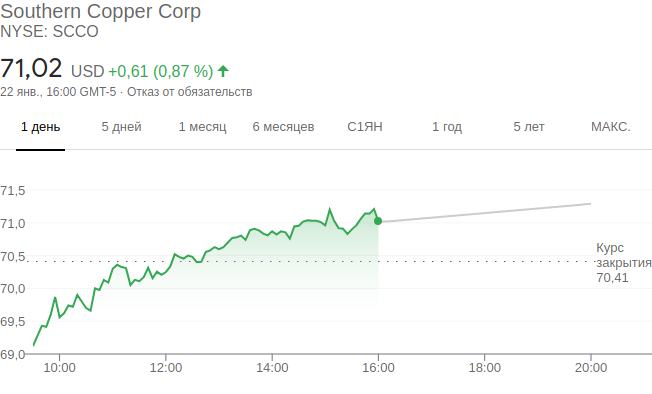 Southern Copper Corp
NYSE: SCCO
71,02 USD +0,61 (0,87 %)
22 янв., 16:00 GMT-5 · Отказ от обязательств
1 день 5 дней 1 месяц 6 месяцев С1ЯН 1 год 5 лет МАКС.
71,5
71,0
70,5
70,0
69,5
69,0
Курс
закрытия
70,41
10:00 12:00 14:00 16:00 18:00 20:00